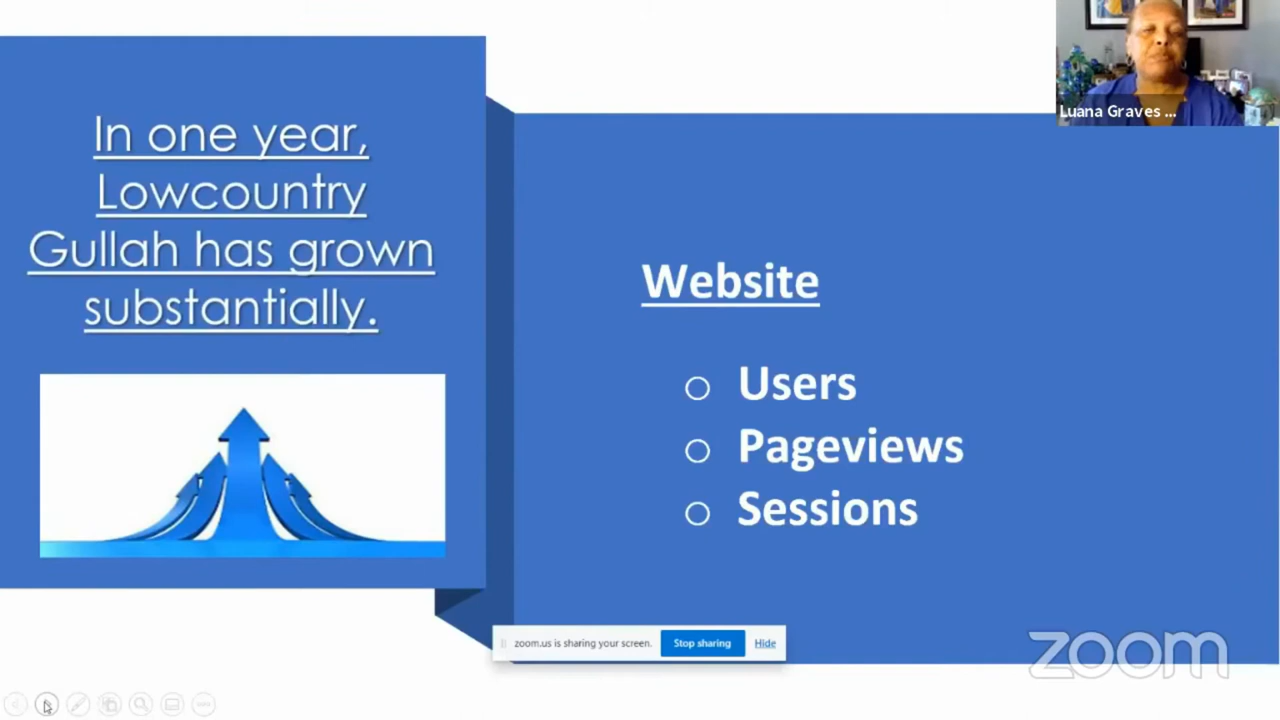 In one year,
Lowcountry
Gullah has grown
substantially.
Website
Users
Pageviews
Sessions
Luana Graves ...
zoom.us is sharing your screen.
Stop sharing
Hide
zoom